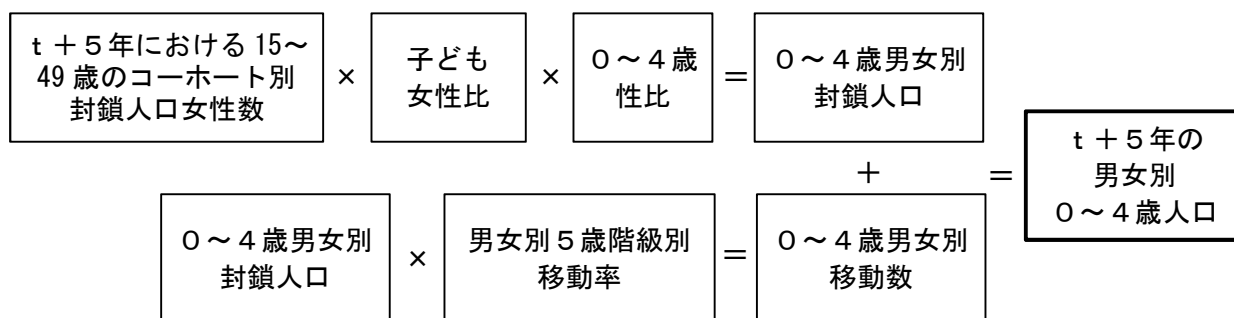 ｔ＋５年における 15～
49 歳のコーホート別
封鎖人口女性数
×
子ども
女性比
×
０～４歳
性比
＝
０～４歳男女別
封鎖人口
＋
＝
ｔ＋５年の
男女別
０～４歳人口
０～４歳男女別
封鎖人口
×
男女別５歳階級別
移動率
＝
０～４歳男女別
移動数